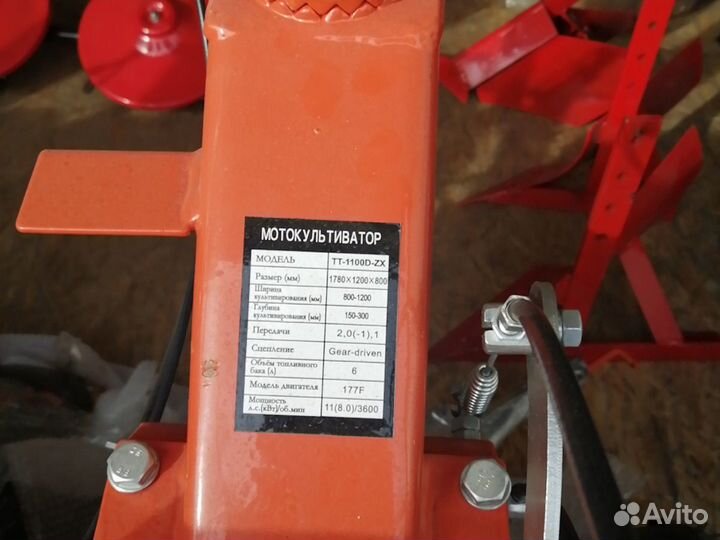 МОТОКУЛЬТИВАТОР
МОДЕЛЬ TT-1100D-ZX
Размер (мм) 1780×1200×800
Ширина культивирования (мм) 800-1200
Глубина культивирования (мм) 150-300
Передачи 2,0(-1),1
Сцепление Gear-driven
Объём топливного бака (л) 6
Модель двигателя 177F
Мощность л.с.[кВт]/об.мин 11(8.0)/3600
Avito